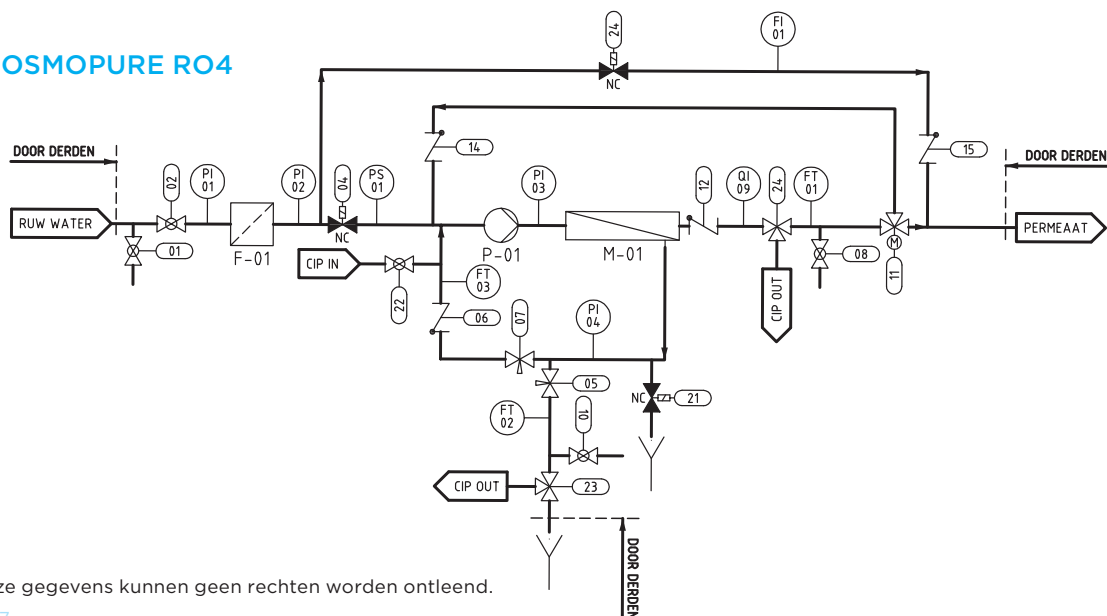 OSMOPURE RO4
24
FI
01
NC
DOOR DERDEN
14
15
DOOR DERDEN
02
PI
01
PI
02
04
PS
01
PI
03
12
QI
09
24
FT
01
RUW WATER
01
F-01
NC
P-01
M-01
08
M
11
PERMEAAT
CIP IN
22
FT
03
CIP OUT
06
07
PI
04
05
NC
21
FT
02
10
CIP OUT
23
DOOR DERDEN
ze gegevens kunnen geen rechten worden ontleend.